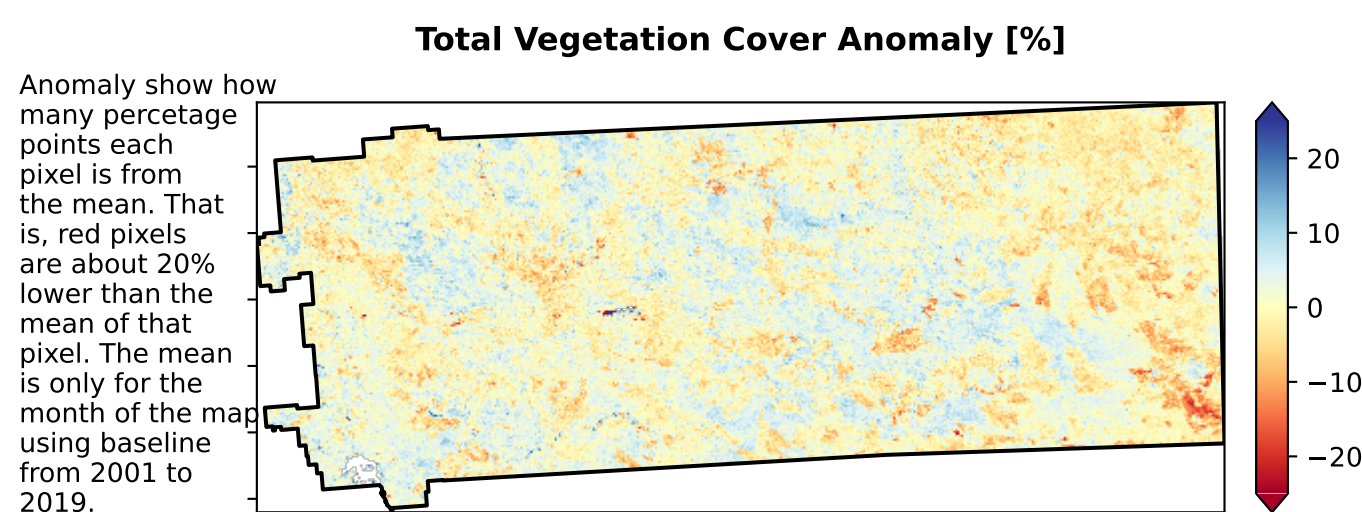 Total Vegetation Cover Anomaly [%]
Anomaly show how
many percetage
points each
pixel is from
the mean. That
is, red pixels
are about 20%
lower than the
mean of that
pixel. The mean
is only for the
month of the map
using baseline
from 2001 to
2019.
20
10
0
−10
−20